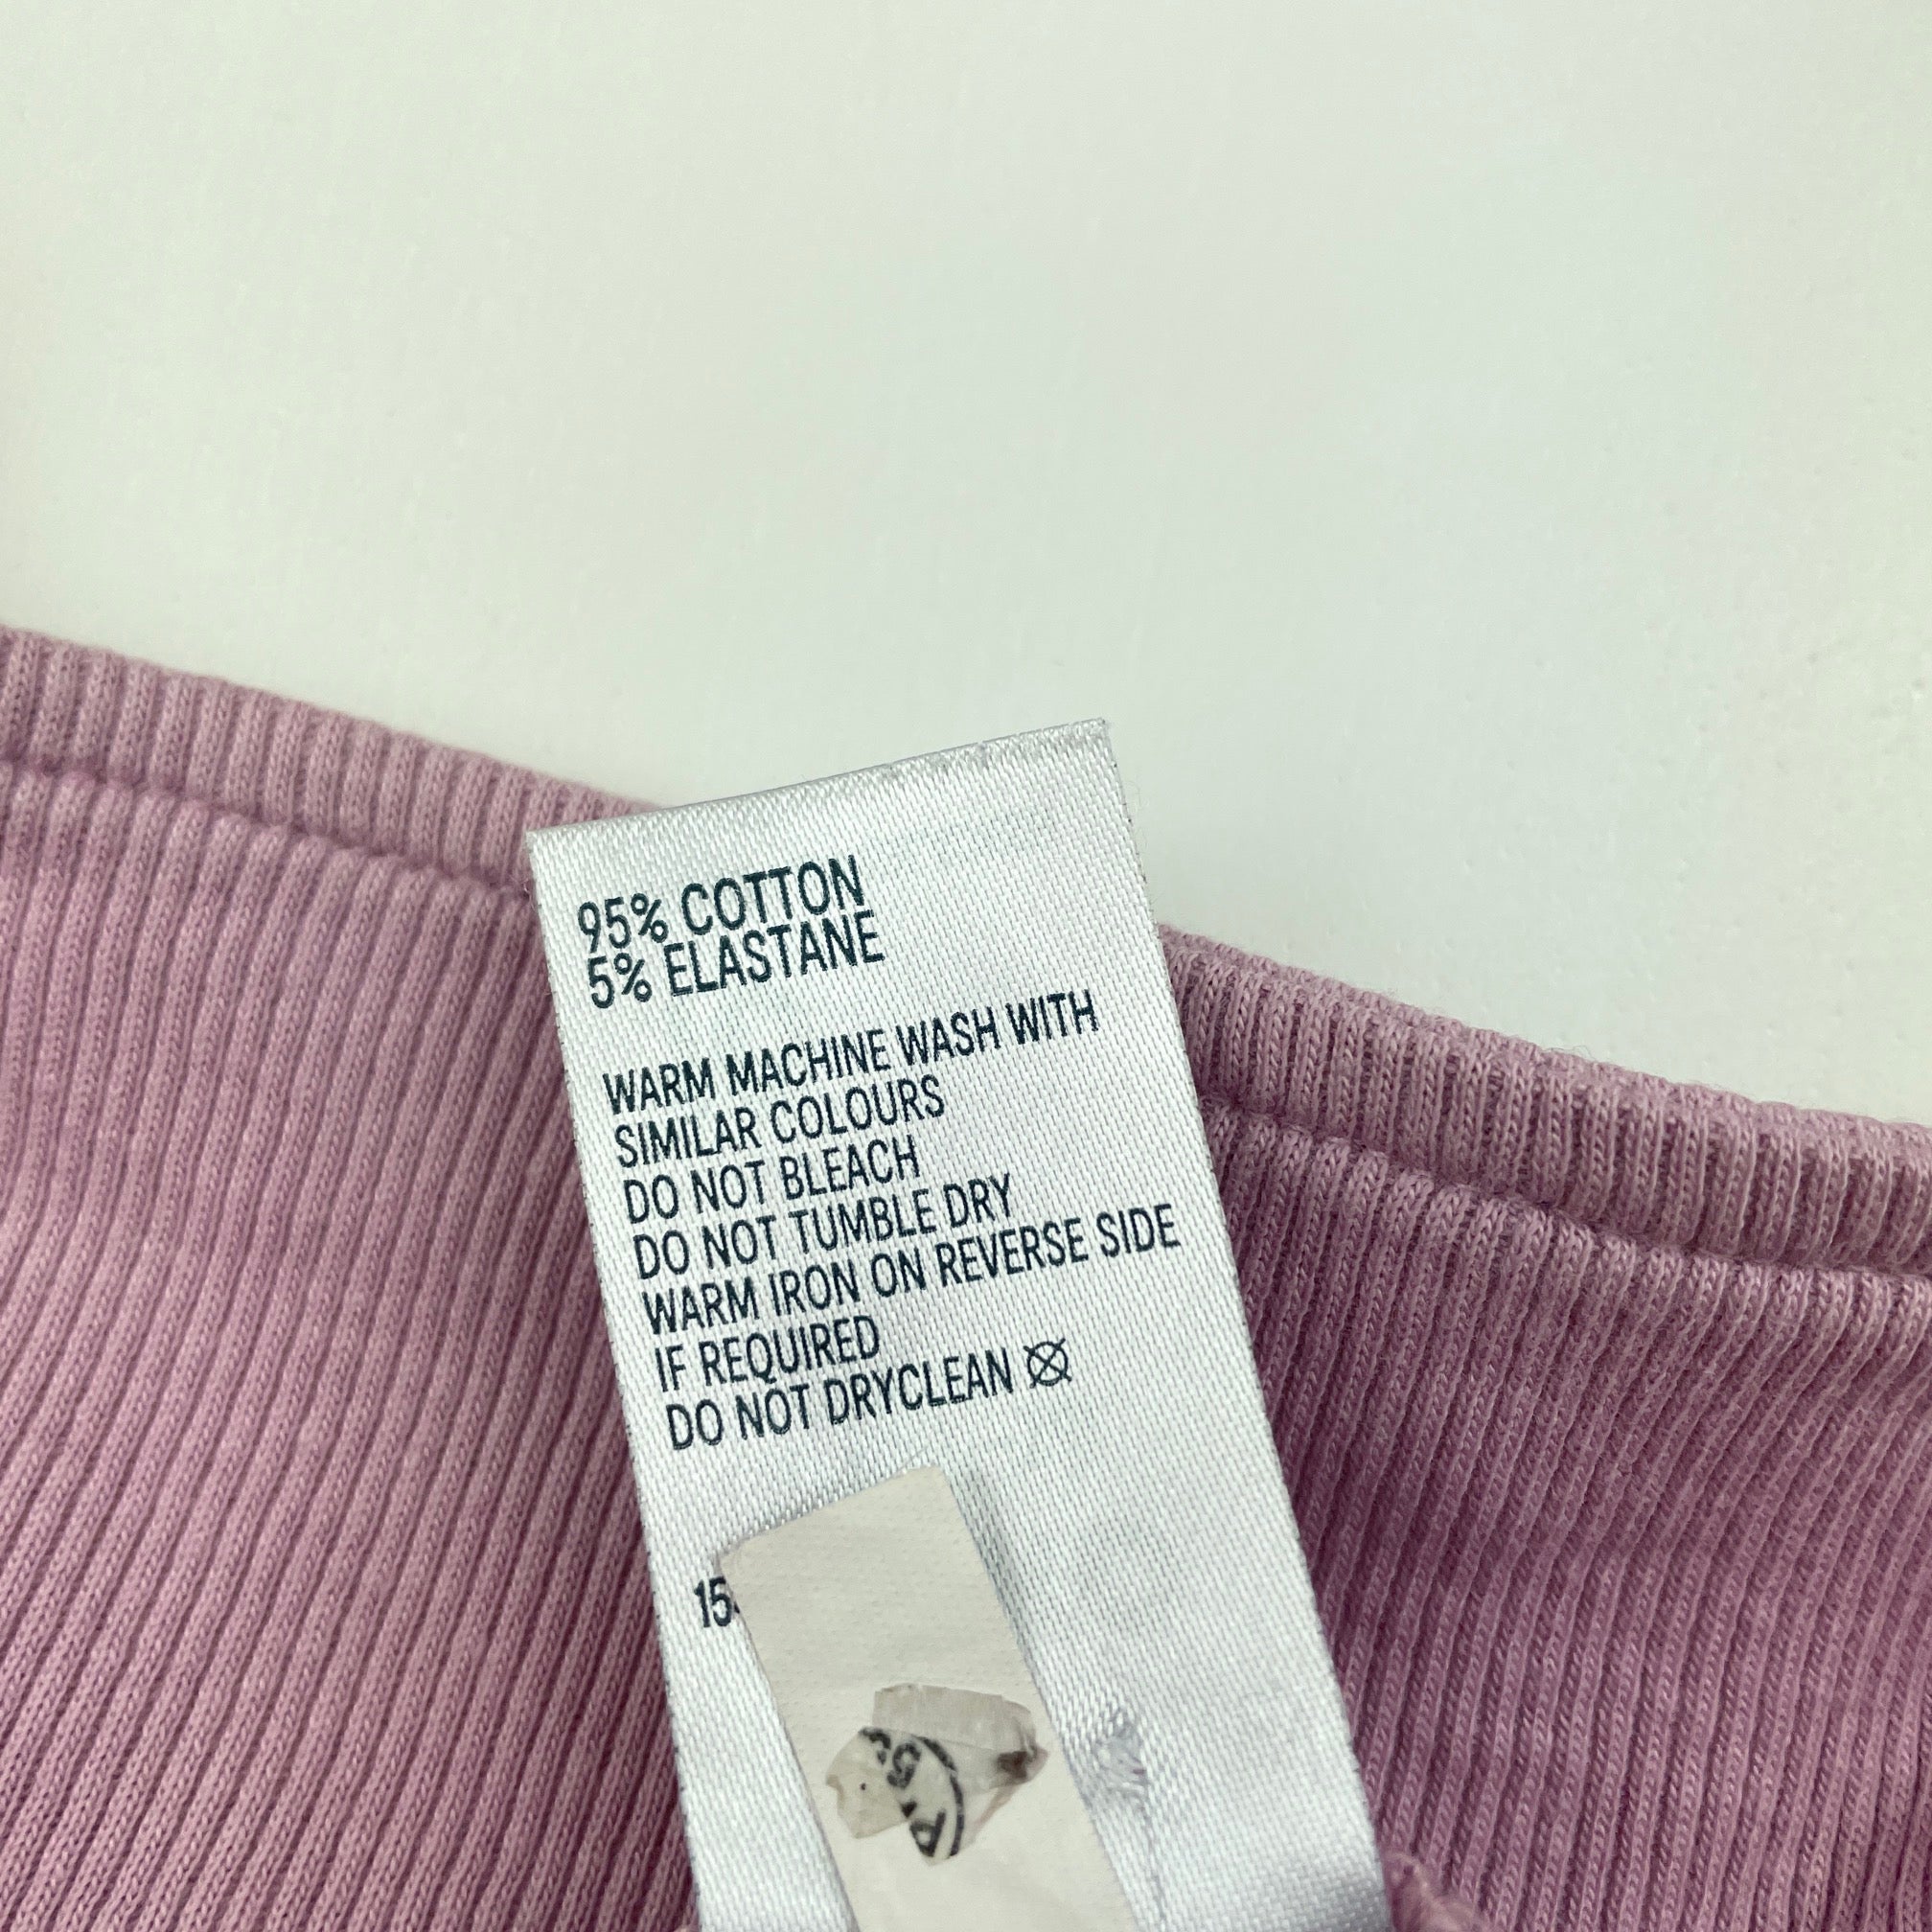 95% COTTON
5% ELASTANE
WARM MACHINE WASH WITH
SIMILAR COLOURS
DO NOT BLEACH
DO NOT TUMBLE DRY
WARM IRON ON REVERSE SIDE
IF REQUIRED
DO NOT DRYCLEAN